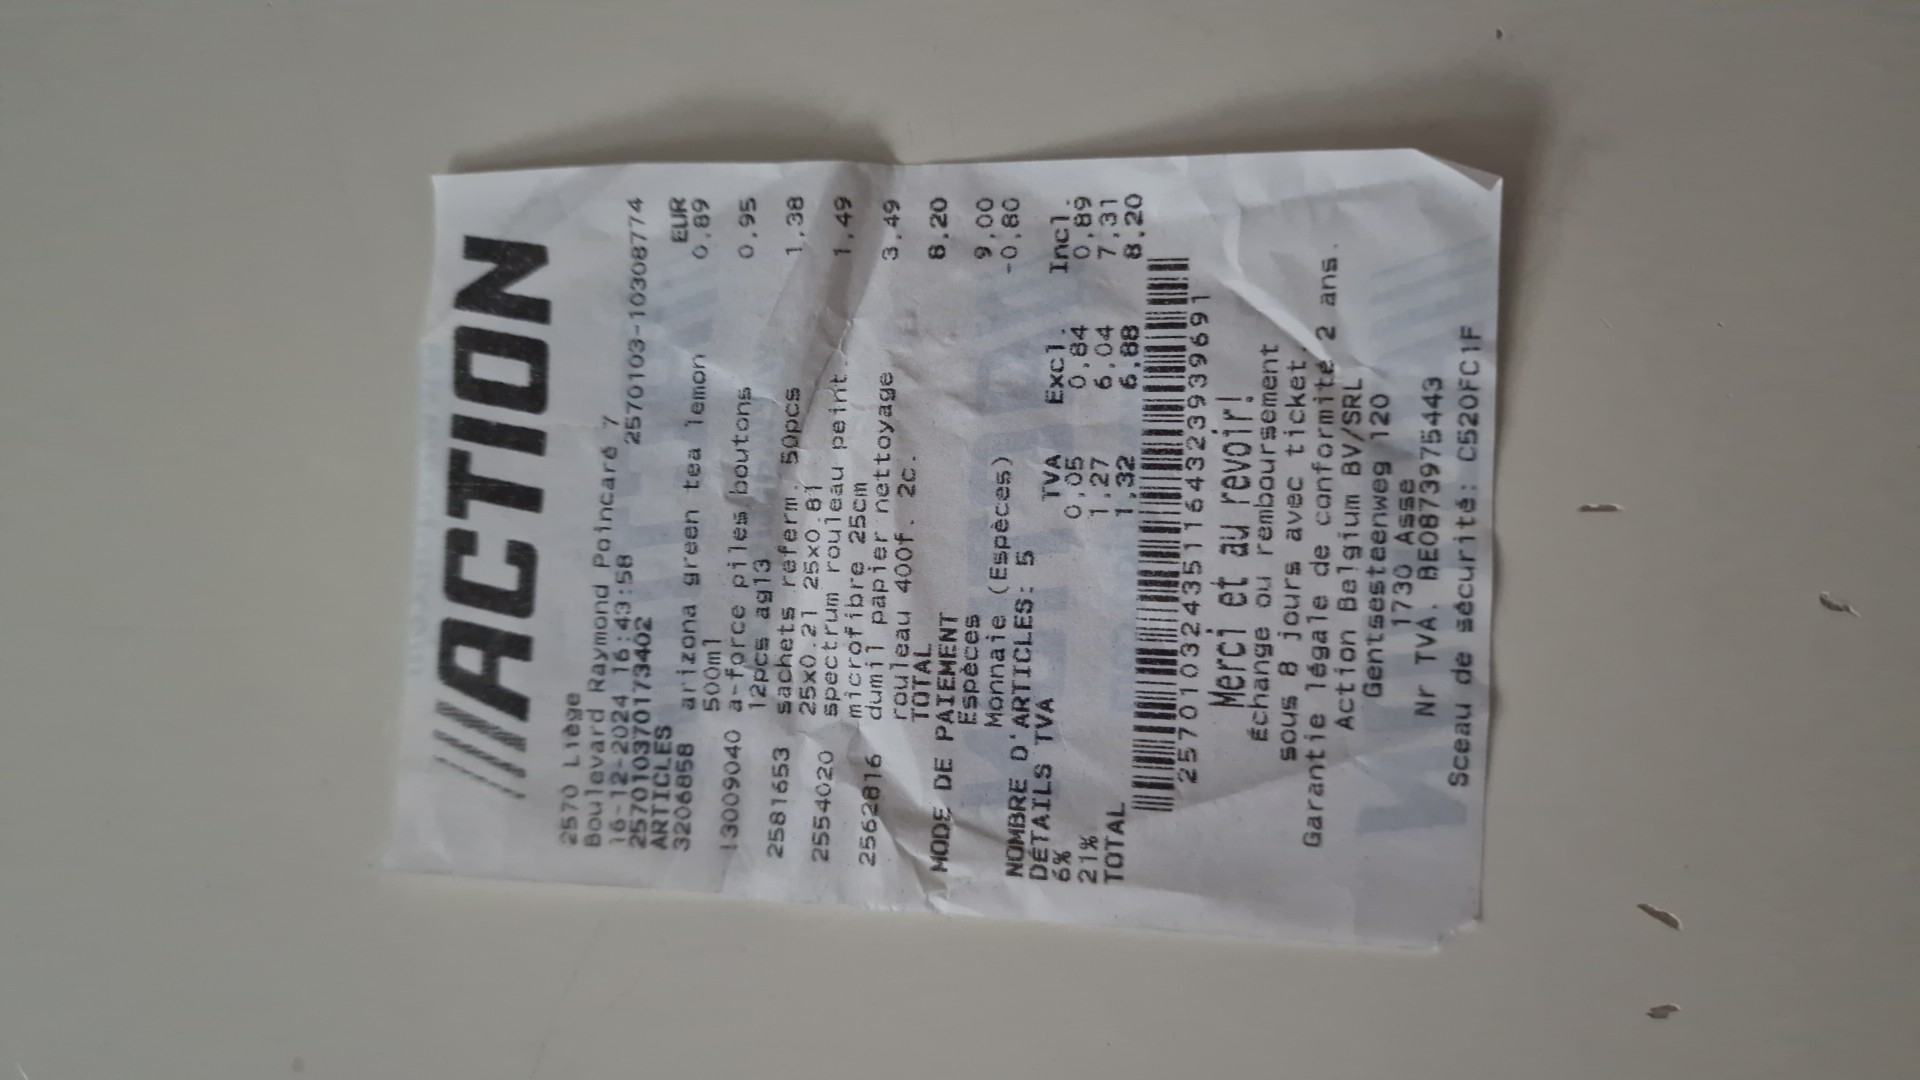 ///ACTION
2570 Liège
Boulevard Raymond Poincaré 7
16-12-2024 16:43:58 2570103-10308774
257010370173402
ARTICLES EUR
3206858 arizona green tea lemon 0,89
500ml
13009040 a-force piles boutons 0,95
12pcs ag13
2581653 sachets referm. 50pcs 1,38
25x0.21 25x0.81
2554020 spectrum rouleau peint. 1,49
microfibre 25cm
2562816 dumil papier nettoyage 3,49
rouleau 400f. 2c.
TOTAL 8,20
MODE DE PAIEMENT
Espèces 9,00
Monnaie (Espèces) -0,80
NOMBRE D'ARTICLES: 5
DÉTAILS TVA TVA Excl. Incl.
6% 0,05 0,84 0,89
21% 1,27 6,04 7,31
TOTAL 1,32 6,88 8,20
25701032435116432393969​1
Merci et au revoir!
Échange ou remboursement
sous 8 jours avec ticket.
Garantie légale de conformité 2 ans.
Action Belgium BV/SRL
Gentsesteenweg 120
1730 Asse
Nr TVA. BE0873975443
Sceau de sécurité: C520FC1F